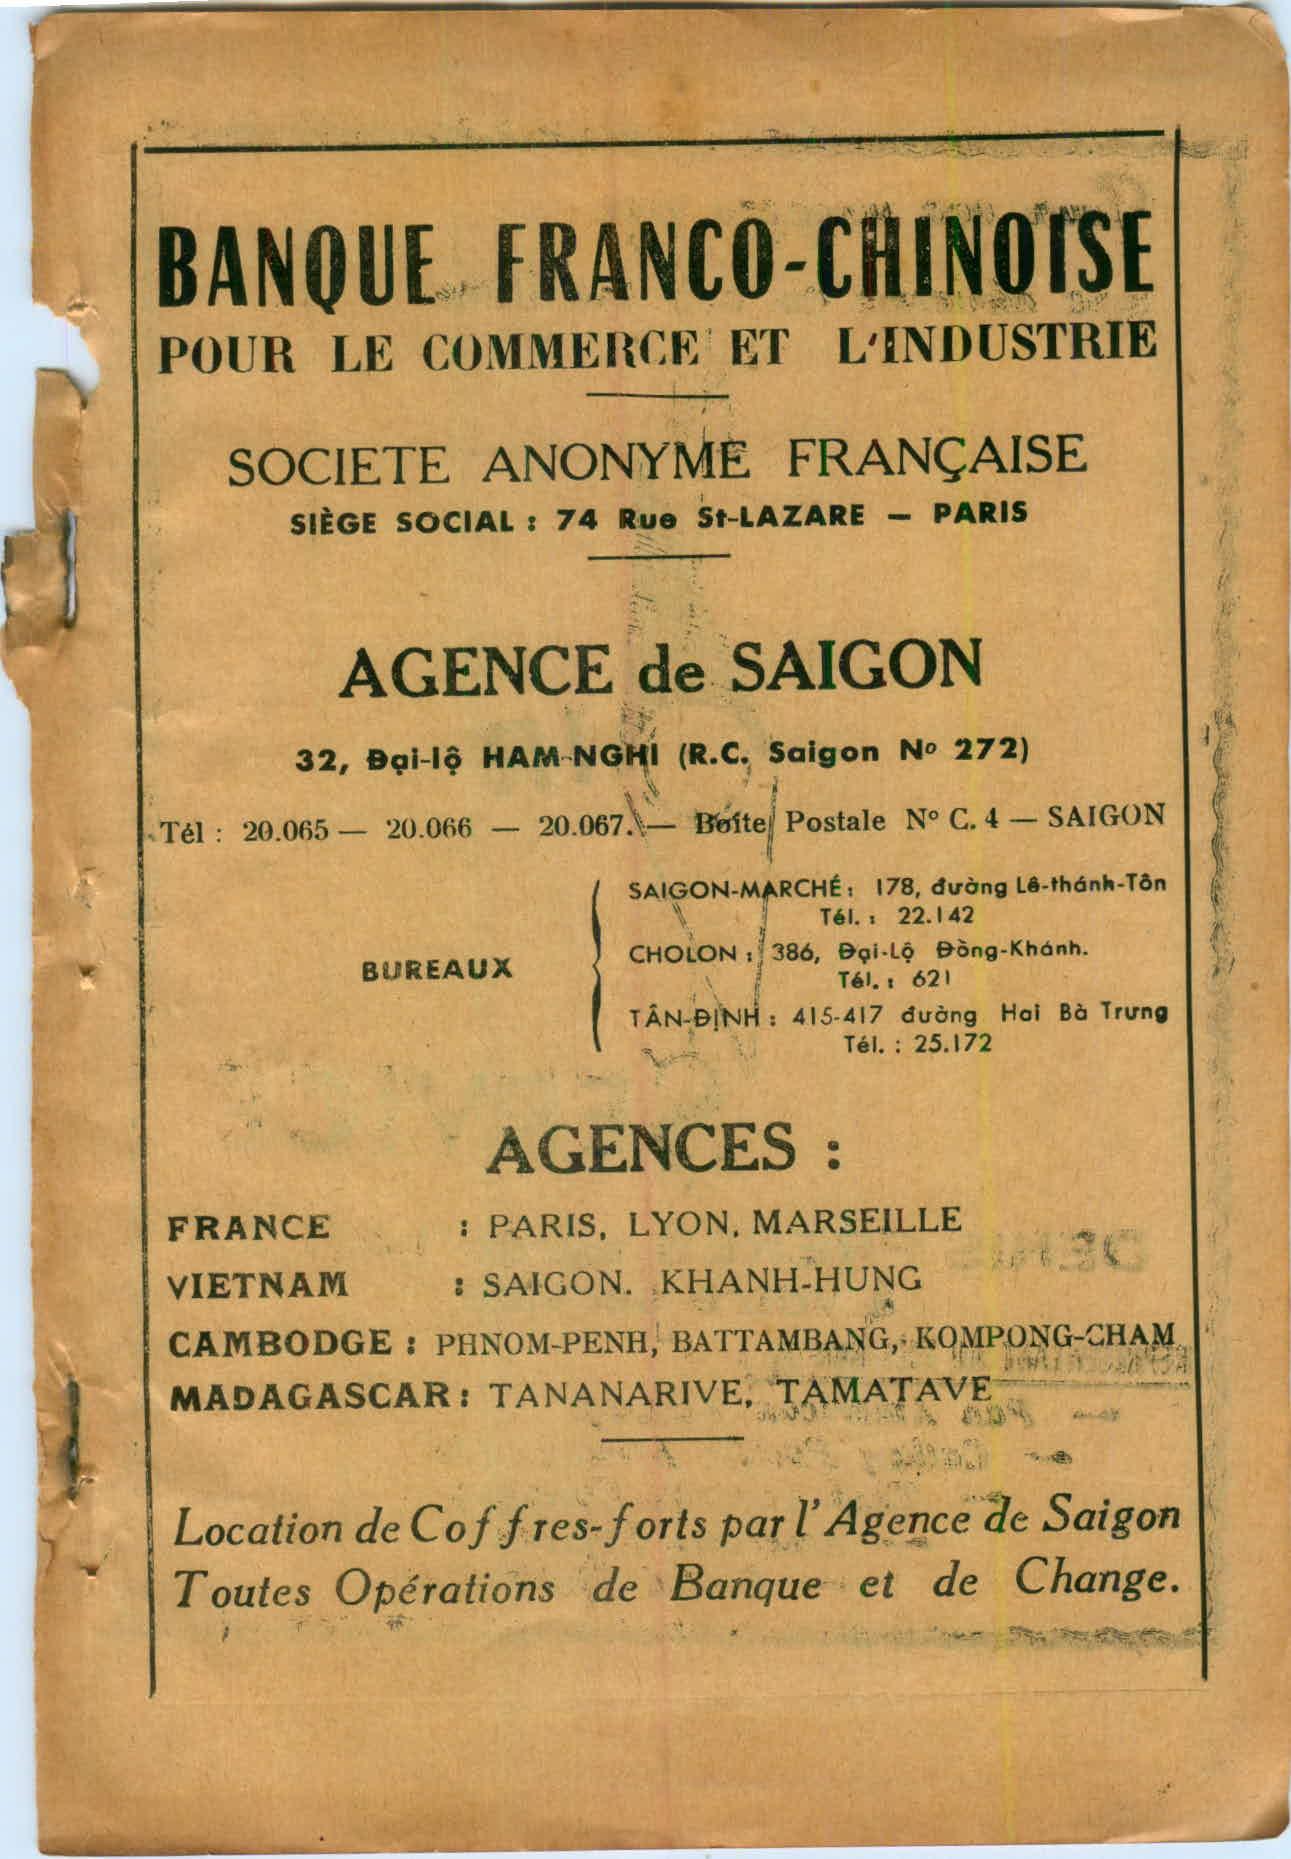 BANQUE FRANCO-CHINOISE
POUR LE COMMERCE ET L'INDUSTRIE
SOCIETE ANONYME FRANÇAISE
SIÈGE SOCIAL : 74 Rue St-LAZARE — PARIS
AGENCE de SAIGON
32, Đại-lộ HAM-NGHI (R.C. Saigon Nº 272)
Tél : 20.065 — 20.066 — 20.067. — Boîte Postale Nº C. 4 — SAIGON
BUREAUX
SAIGON-MARCHÉ : 178, đường Lê-thánh-Tôn
Tél. : 22.142
CHOLON : 386, Đại-Lộ Đồng-Khánh.
Tél. : 621
TÂN-ĐỊNH : 415-417 đường Hai Bà Trưng
Tél. : 25.172
AGENCES :
FRANCE : PARIS, LYON, MARSEILLE
VIETNAM : SAIGON. KHANH-HUNG
CAMBODGE : PHNOM-PENH, BATTAMBANG, KOMPONG-CHAM
MADAGASCAR : TANANARIVE, TAMATAVE
Location de Coffres-forts par l'Agence de Saigon
Toutes Opérations de Banque et de Change.